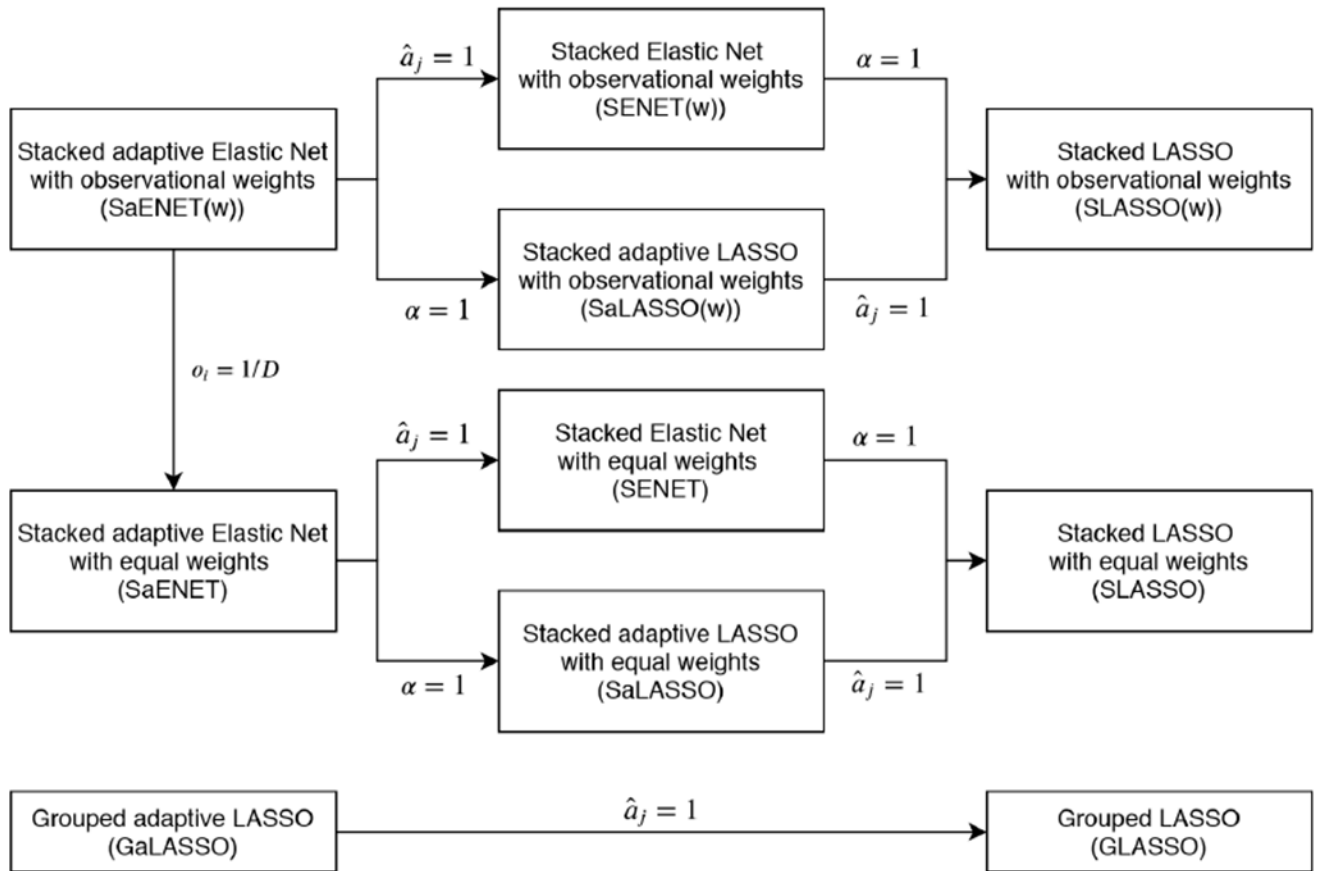 Stacked adaptive Elastic Net
with observational weights
(SaENET(w))
â_j = 1
Stacked Elastic Net
with observational weights
(SENET(w))
α = 1
α = 1
Stacked adaptive LASSO
with observational weights
(SaLASSO(w))
â_j = 1
Stacked LASSO
with observational weights
(SLASSO(w))
o_i = 1/D
Stacked adaptive Elastic Net
with equal weights
(SaENET)
â_j = 1
Stacked Elastic Net
with equal weights
(SENET)
α = 1
α = 1
Stacked adaptive LASSO
with equal weights
(SaLASSO)
â_j = 1
Stacked LASSO
with equal weights
(SLASSO)
Grouped adaptive LASSO
(GaLASSO)
â_j = 1
Grouped LASSO
(GLASSO)